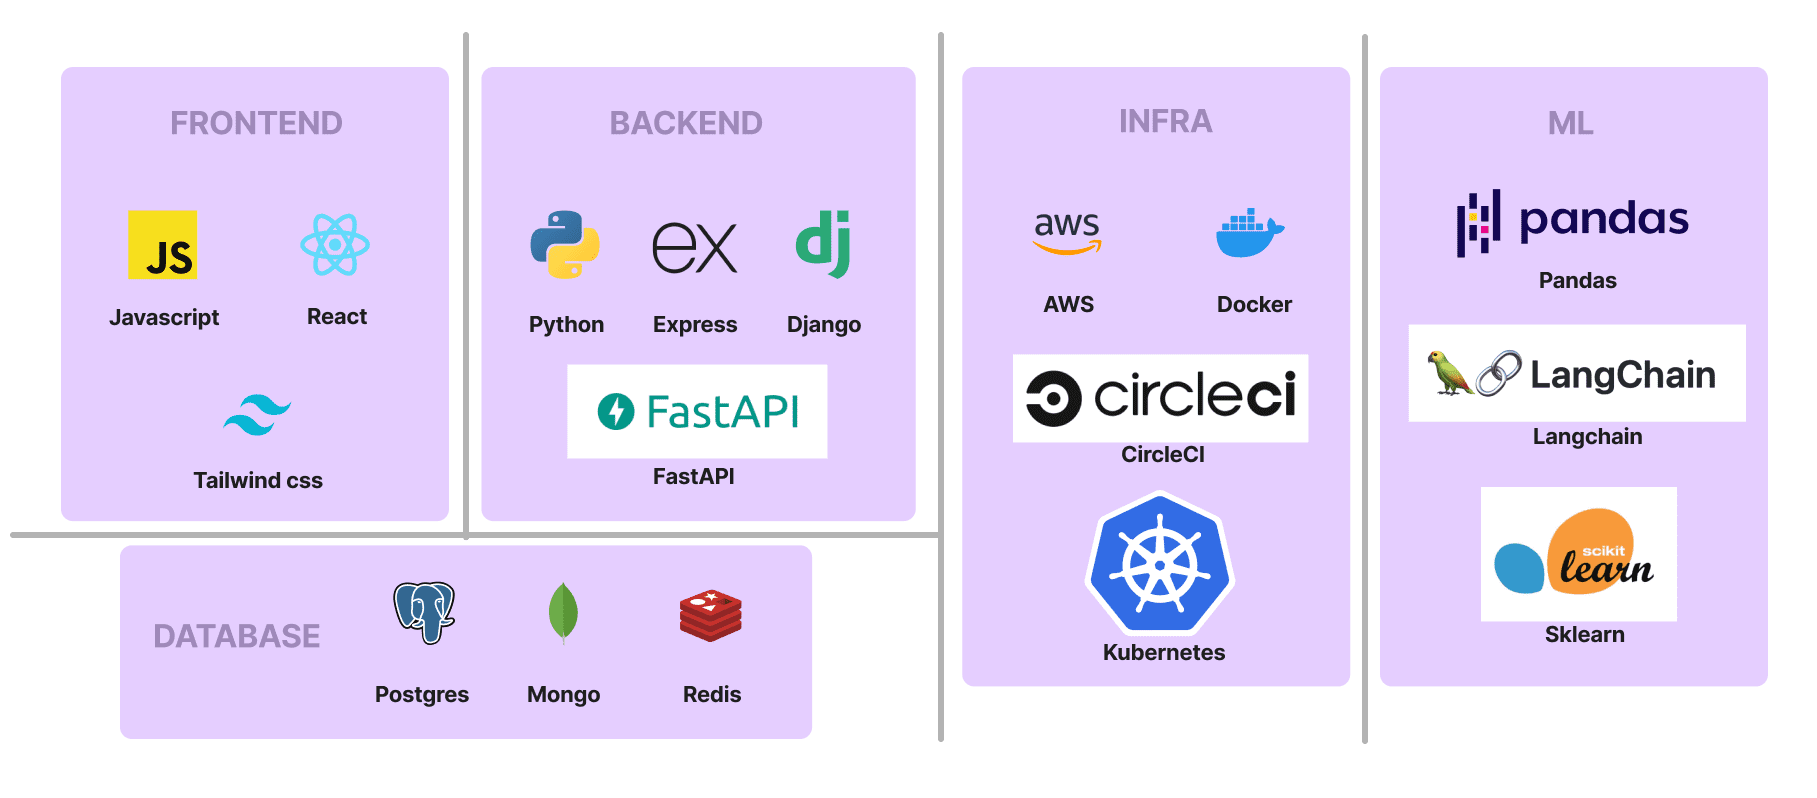 FRONTEND
JS
Javascript
React
Tailwind css
BACKEND
ex
dj
Python
Express
Django
FastAPI
FastAPI
DATABASE
Postgres
Mongo
Redis
INFRA
aws
AWS
Docker
circleci
CircleCI
Kubernetes
ML
pandas
Pandas
LangChain
Langchain
scikit
learn
Sklearn